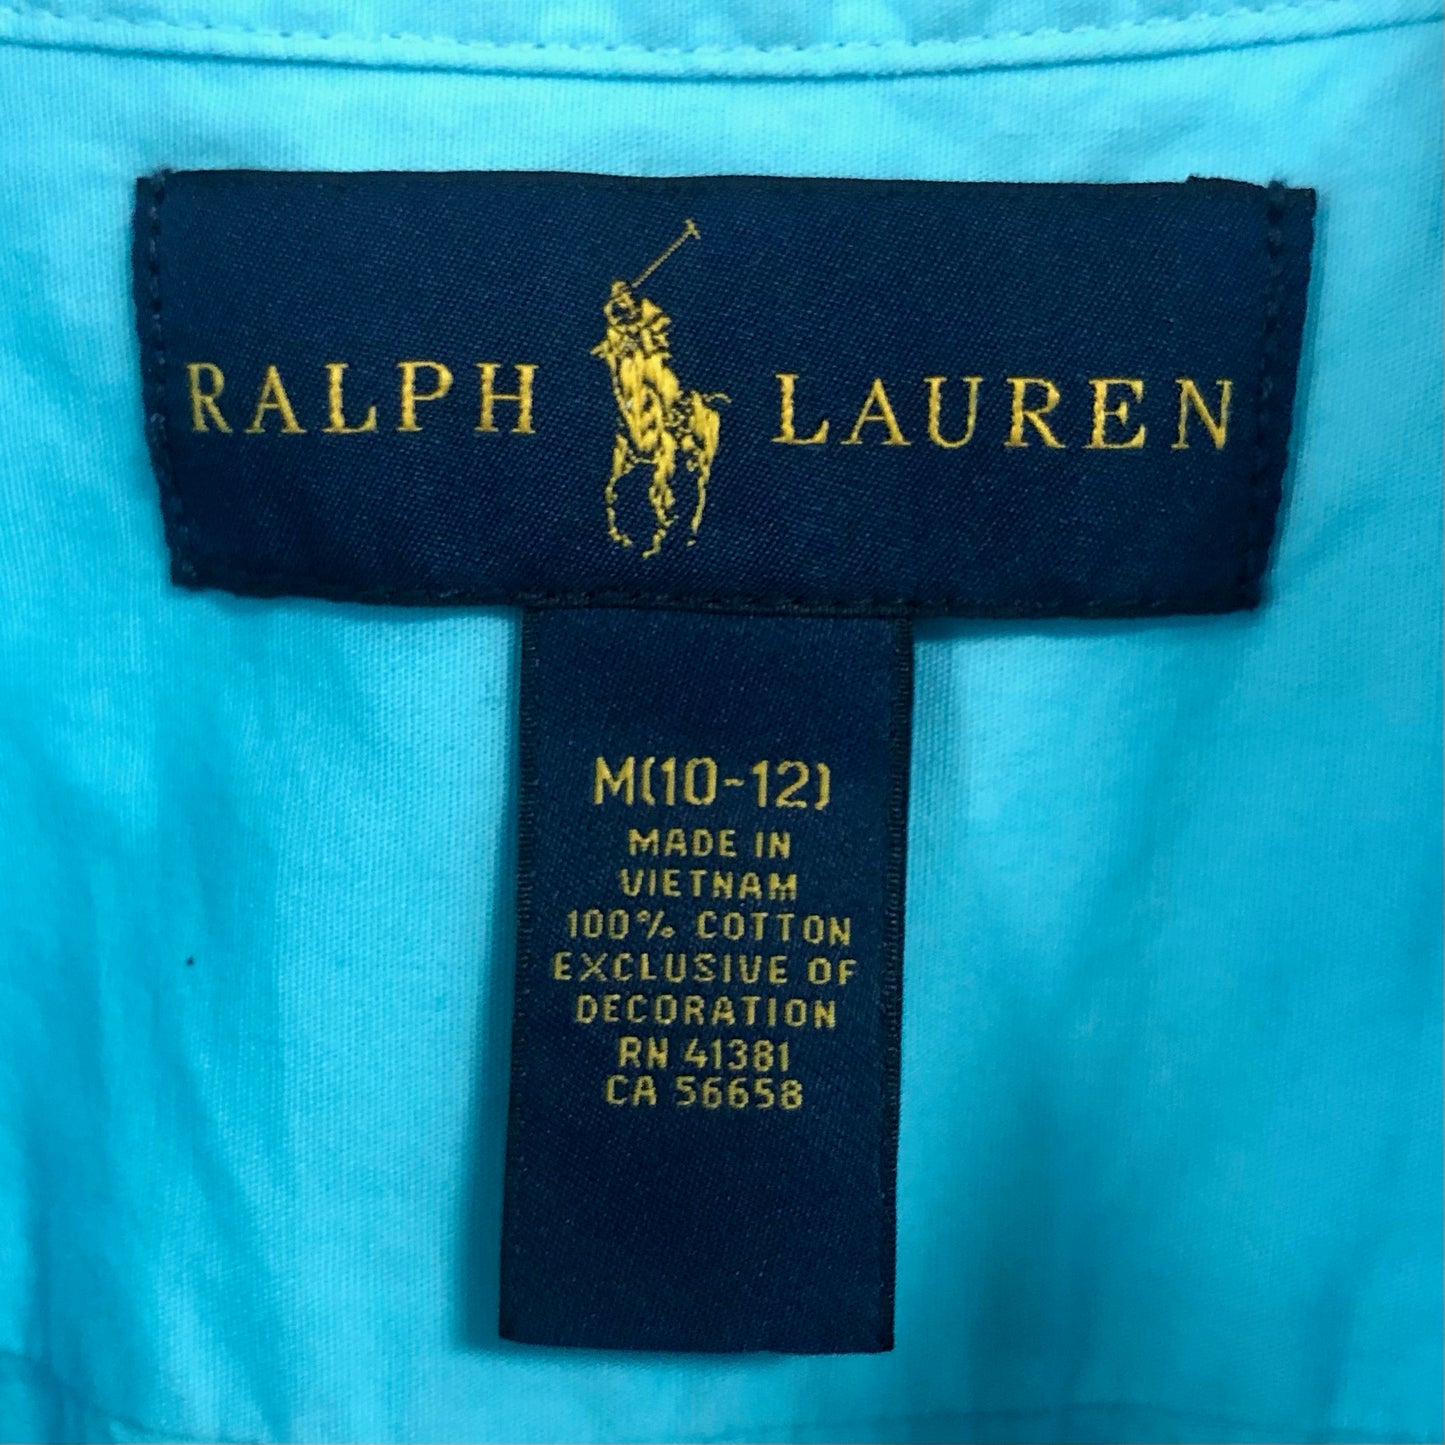 RALPH LAUREN
M(10-12)
MADE IN
VIETNAM
100% COTTON
EXCLUSIVE OF
DECORATION
RN 41381
CA 56658